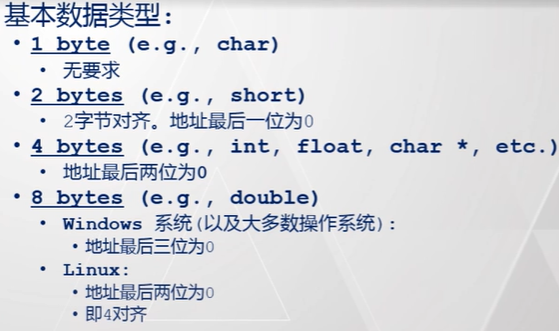 基本数据类型:
• 1 byte (e.g., char)
• 无要求
• 2 bytes (e.g., short)
• 2字节对齐。地址最后一位为0
• 4 bytes (e.g., int, float, char *, etc.)
• 地址最后两位为0
• 8 bytes (e.g., double)
• Windows 系统(以及大多数操作系统):
• 地址最后三位为0
• Linux:
• 地址最后两位为0
• 即4对齐